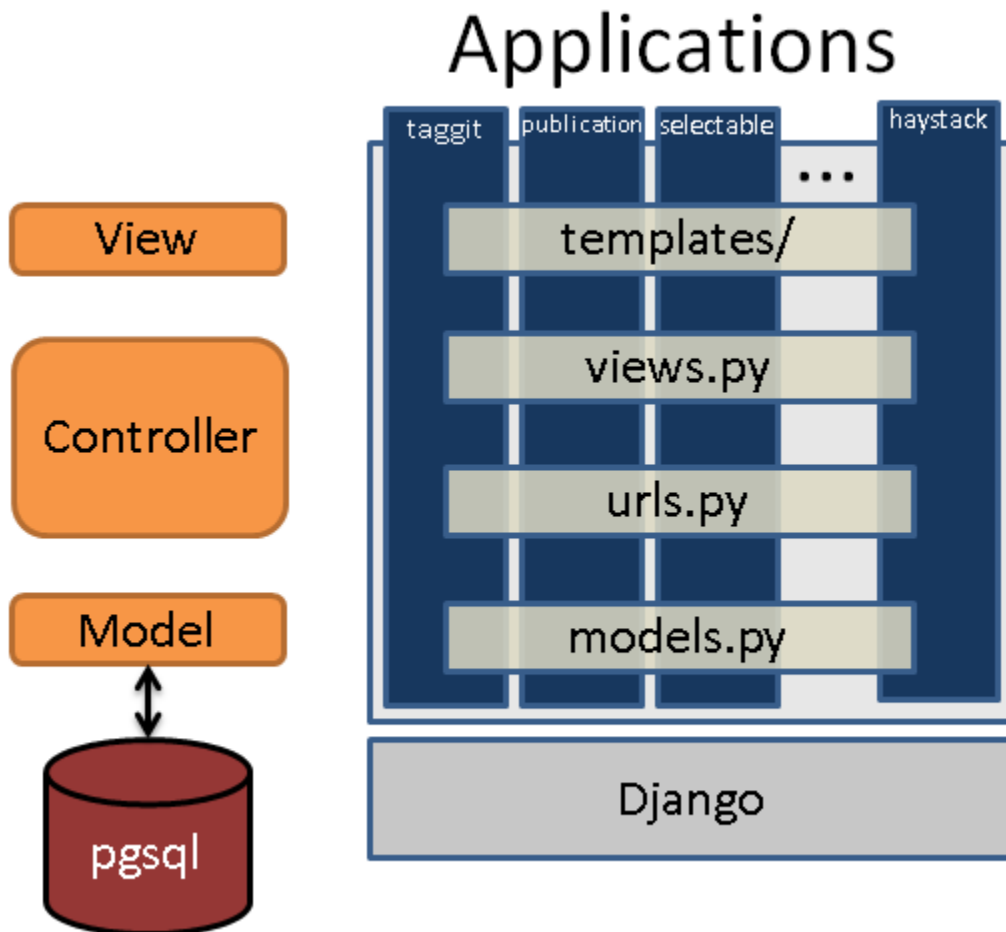 Applications
taggit
publication
selectable
...
haystack
View
templates/
Controller
views.py
urls.py
Model
models.py
pgsql
Django